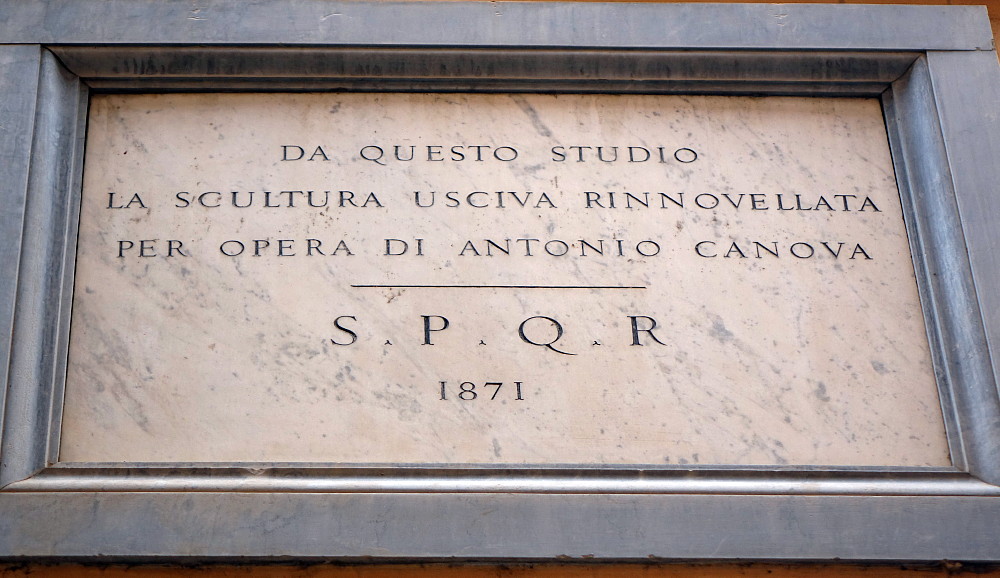 DA QUESTO STUDIO
LA SCULTURA USCIVA RINNOVELLATA
PER OPERA DI ANTONIO CANOVA
S.P.Q.R
1871